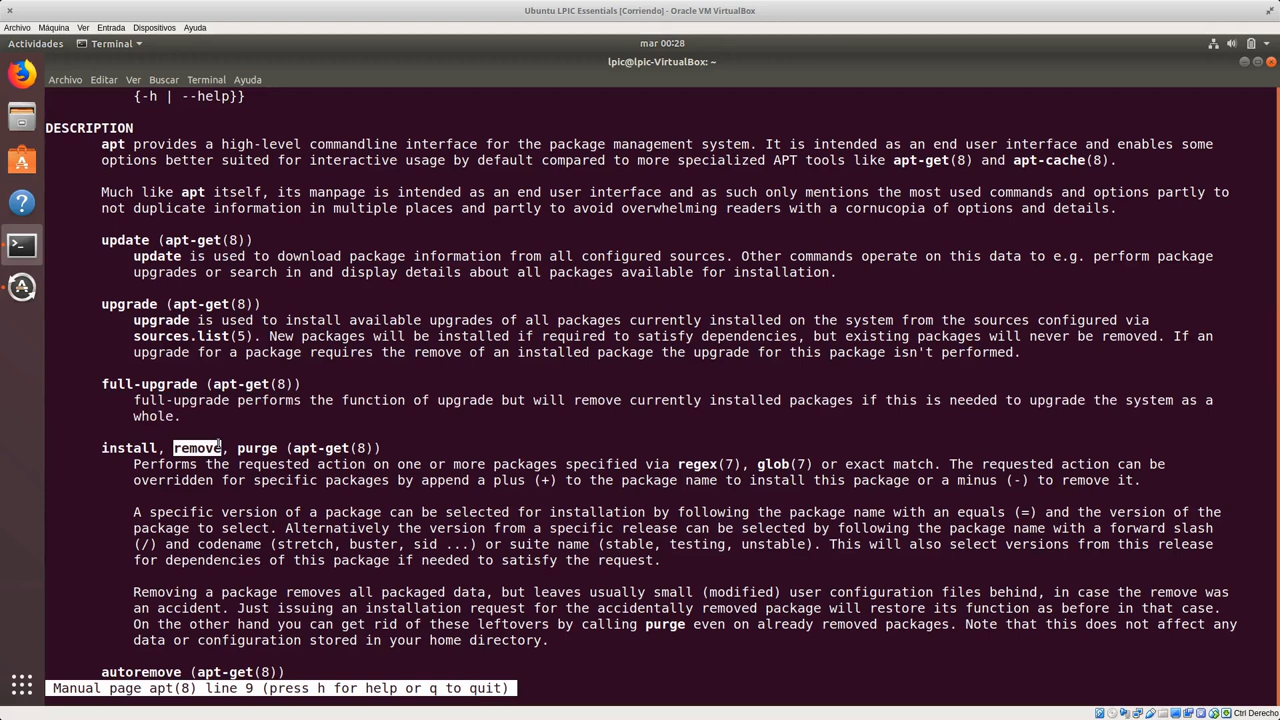 Ubuntu LPIC Essentials [Corriendo] - Oracle VM VirtualBox
Archivo Máquina Ver Entrada Dispositivos Ayuda
Actividades Terminal mar 00:28
lpic@lpic-VirtualBox: ~
Archivo Editar Ver Buscar Terminal Ayuda
{-h | --help}}
DESCRIPTION
apt provides a high-level commandline interface for the package management system. It is intended as an end user interface and enables some
options better suited for interactive usage by default compared to more specialized APT tools like apt-get(8) and apt-cache(8).
Much like apt itself, its manpage is intended as an end user interface and as such only mentions the most used commands and options partly to
not duplicate information in multiple places and partly to avoid overwhelming readers with a cornucopia of options and details.
update (apt-get(8))
update is used to download package information from all configured sources. Other commands operate on this data to e.g. perform package
upgrades or search in and display details about all packages available for installation.
upgrade (apt-get(8))
upgrade is used to install available upgrades of all packages currently installed on the system from the sources configured via
sources.list(5). New packages will be installed if required to satisfy dependencies, but existing packages will never be removed. If an
upgrade for a package requires the remove of an installed package the upgrade for this package isn't performed.
full-upgrade (apt-get(8))
full-upgrade performs the function of upgrade but will remove currently installed packages if this is needed to upgrade the system as a
whole.
install, remove, purge (apt-get(8))
Performs the requested action on one or more packages specified via regex(7), glob(7) or exact match. The requested action can be
overridden for specific packages by append a plus (+) to the package name to install this package or a minus (-) to remove it.
A specific version of a package can be selected for installation by following the package name with an equals (=) and the version of the
package to select. Alternatively the version from a specific release can be selected by following the package name with a forward slash
(/) and codename (stretch, buster, sid ...) or suite name (stable, testing, unstable). This will also select versions from this release
for dependencies of this package if needed to satisfy the request.
Removing a package removes all packaged data, but leaves usually small (modified) user configuration files behind, in case the remove was
an accident. Just issuing an installation request for the accidentally removed package will restore its function as before in that case.
On the other hand you can get rid of these leftovers by calling purge even on already removed packages. Note that this does not affect any
data or configuration stored in your home directory.
autoremove (apt-get(8))
Manual page apt(8) line 9 (press h for help or q to quit)
Ctrl Derecho